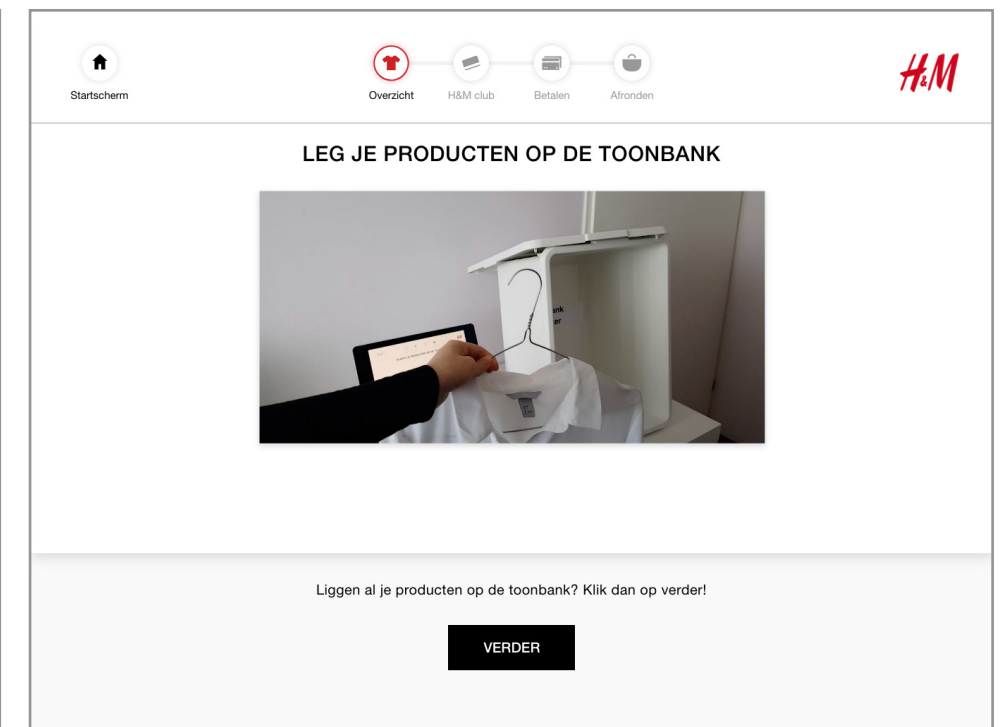 Startscherm
Overzicht
H&M club
Betalen
Afronden
H&M
LEG JE PRODUCTEN OP DE TOONBANK
Liggen al je producten op de toonbank? Klik dan op verder!
VERDER